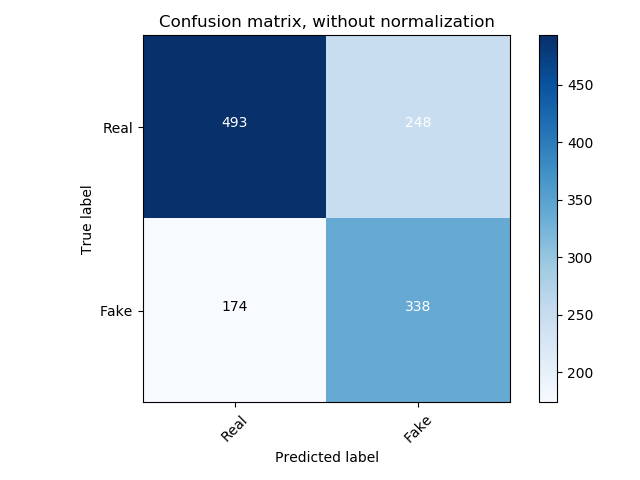 Confusion matrix, without normalization
True label
Real
Fake
493
248
174
338
Real
Fake
Predicted label
450
400
350
300
250
200